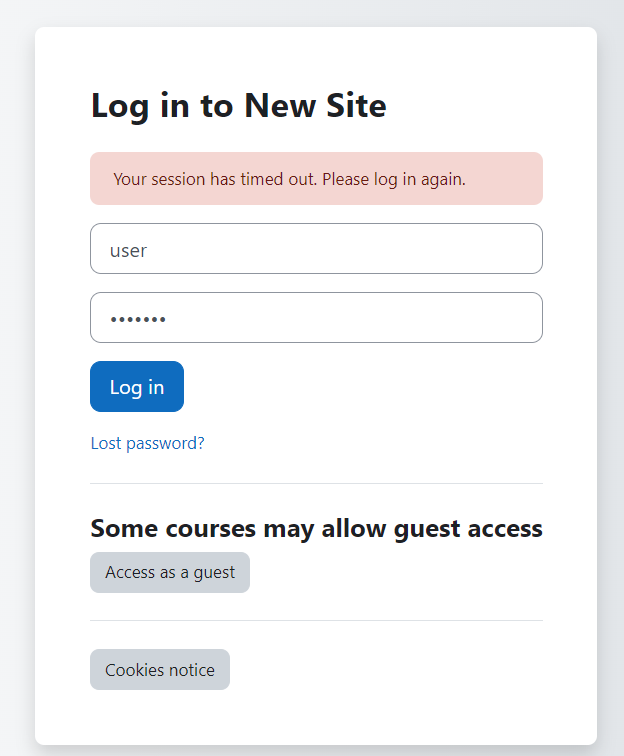 Log in to New Site
Your session has timed out. Please log in again.
user
•••••••
Log in
Lost password?
Some courses may allow guest access
Access as a guest
Cookies notice